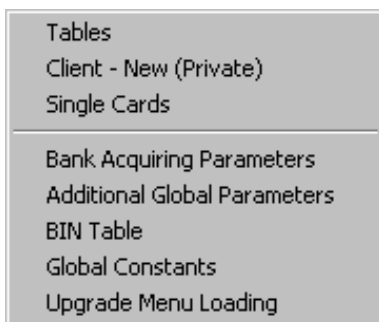 Tables
Client - New (Private)
Single Cards
Bank Acquiring Parameters
Additional Global Parameters
BIN Table
Global Constants
Upgrade Menu Loading